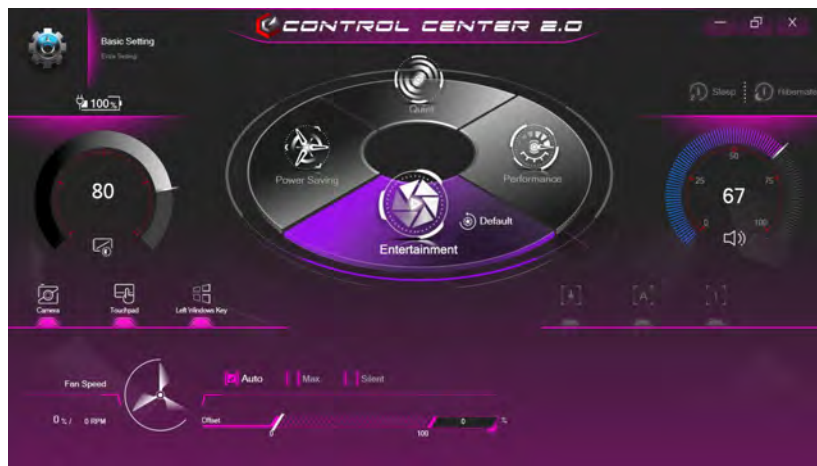 CONTROL CENTER 2.0
Basic Setting
100%
Sleep
Hibernate
Quiet
Power Saving
Performance
Default
Entertainment
80
50
25
75
67
0
100
Camera
Touchpad
Left Windows Key
A
1
Auto
Max.
Silent
Fan Speed
0 % / 0 RPM
Offset
0
100
0
%